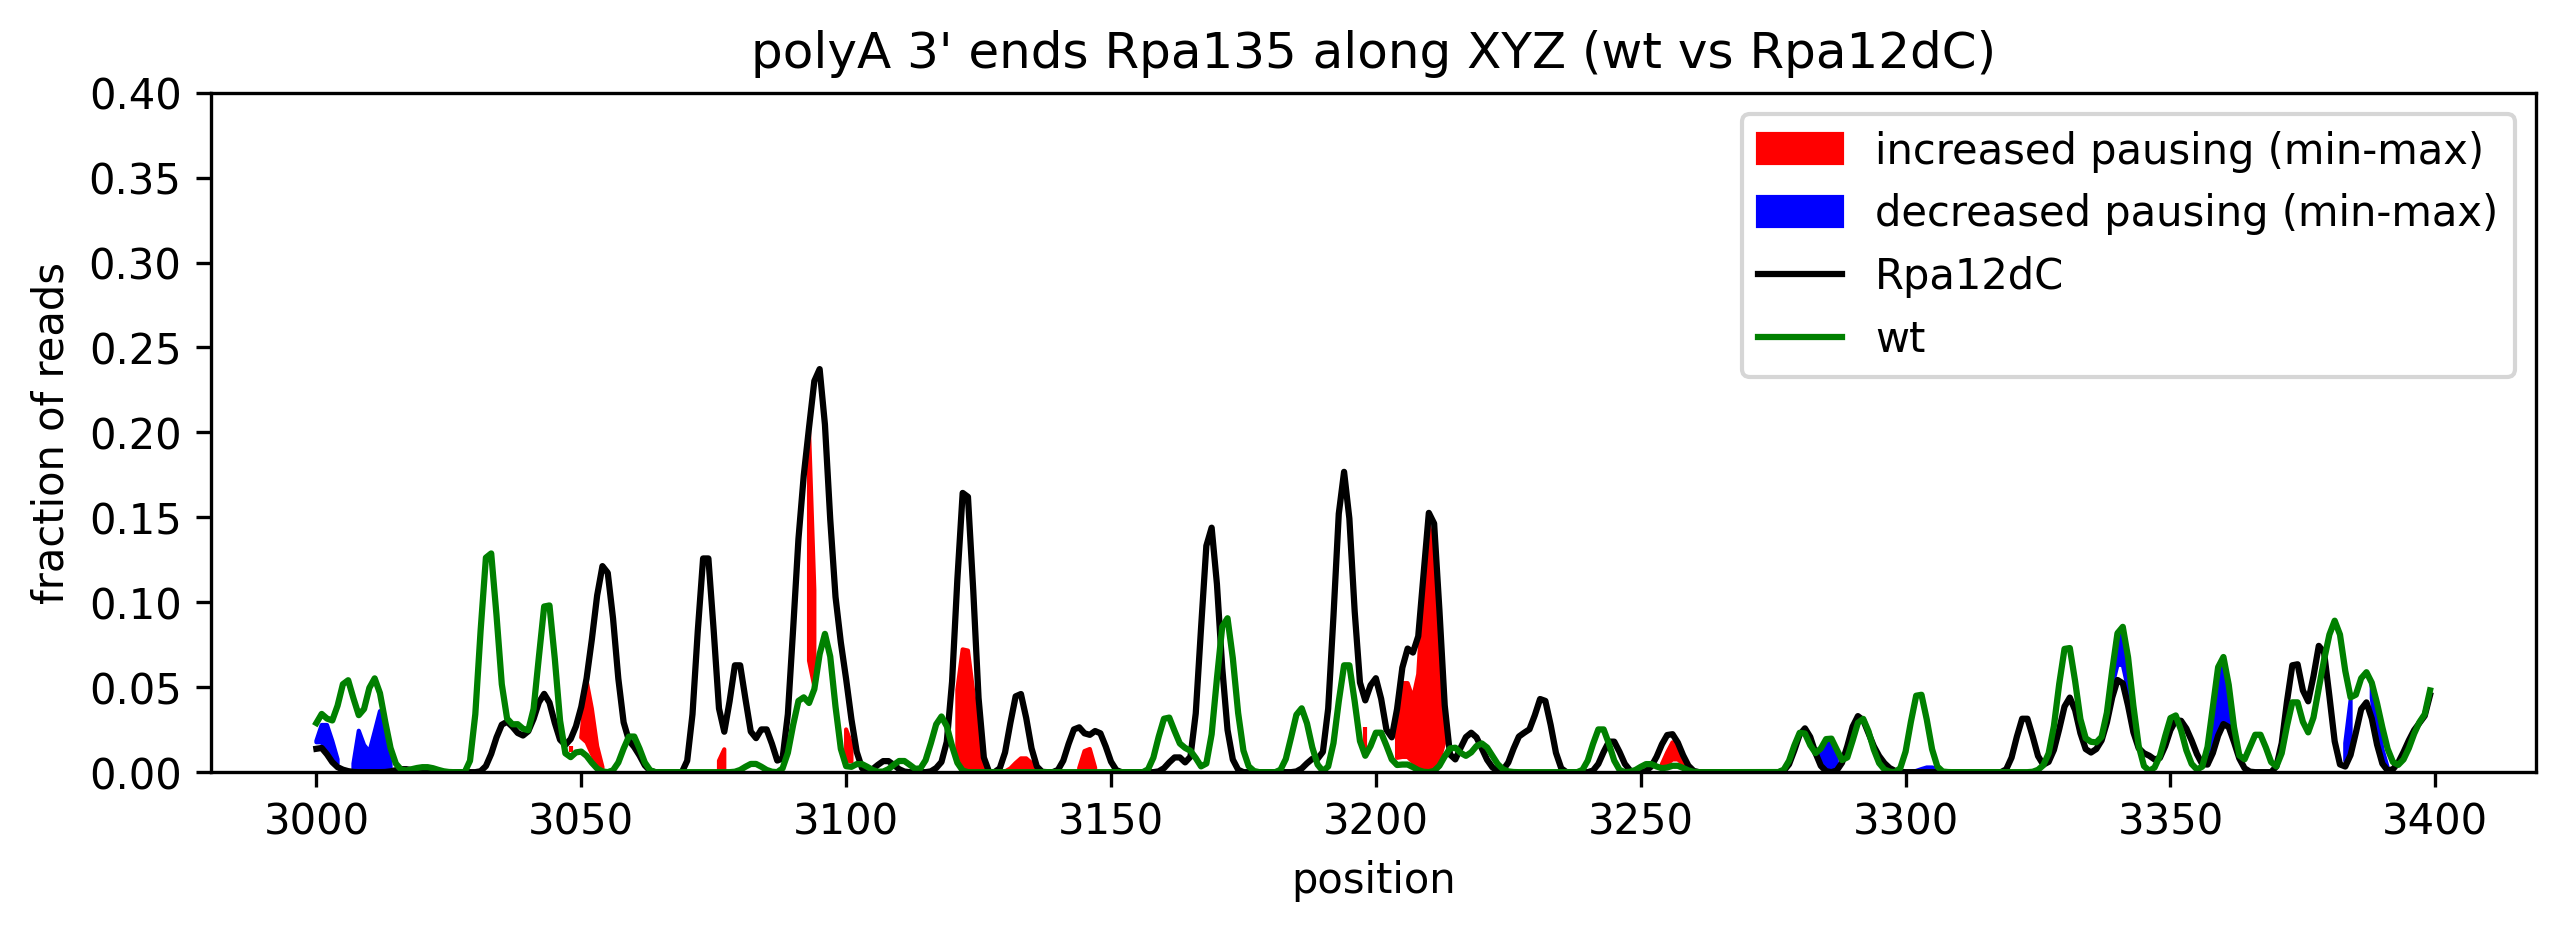 polyA 3' ends Rpa135 along XYZ (wt vs Rpa12dC)
0.40
0.35
0.30
0.25
0.20
0.15
0.10
0.05
0.00
fraction of reads
increased pausing (min-max)
decreased pausing (min-max)
Rpa12dC
wt
3000 3050 3100 3150 3200 3250 3300 3350 3400
position